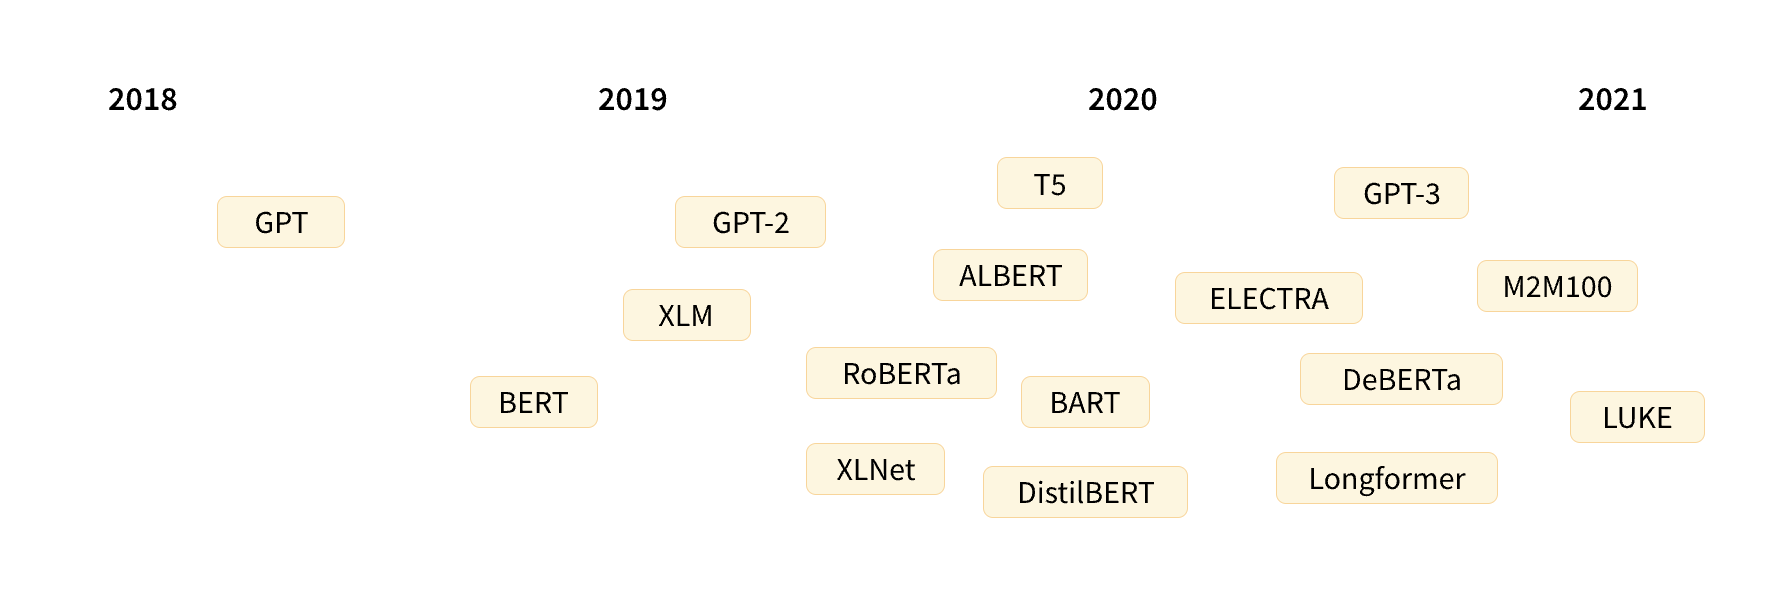 2018
2019
2020
2021
T5
GPT-3
GPT
GPT-2
ALBERT
M2M100
ELECTRA
XLM
RoBERTa
DeBERTa
BERT
BART
LUKE
XLNet
Longformer
DistilBERT